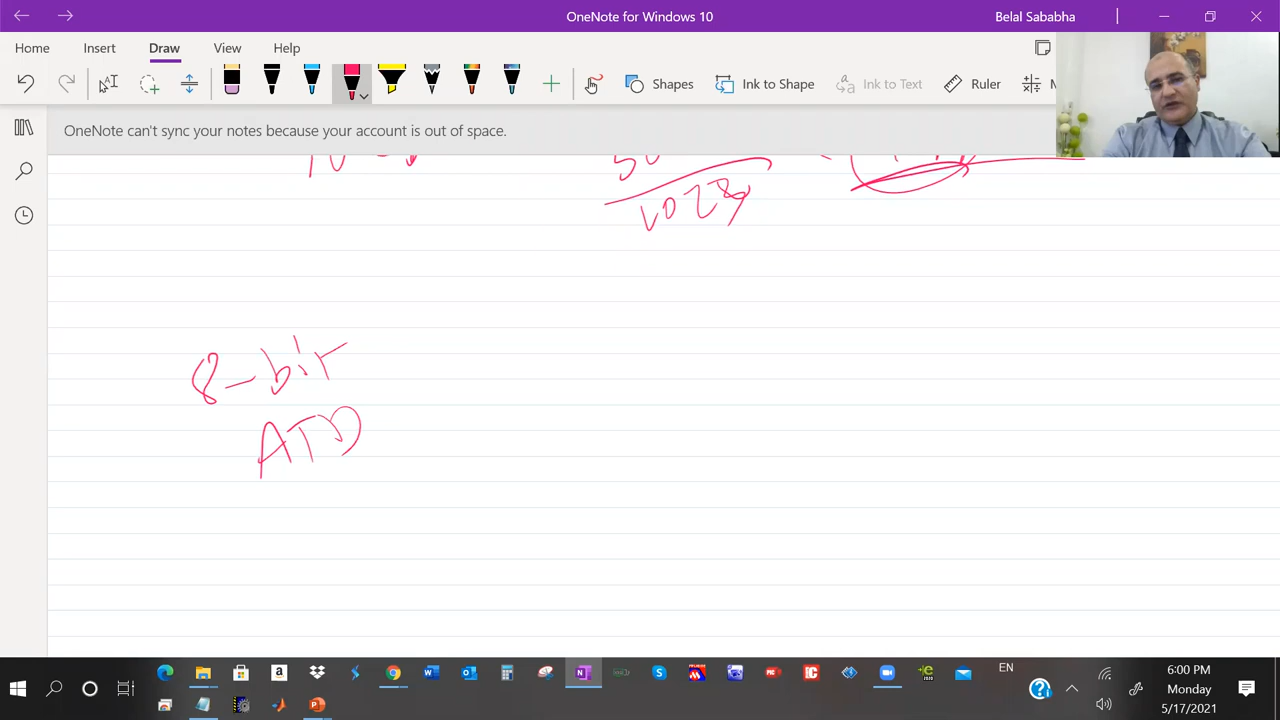 OneNote for Windows 10
Belal Sababha
Home Insert Draw View Help
Shapes Ink to Shape Ink to Text Ruler
OneNote can't sync your notes because your account is out of space.
8-bit
ATD
EN
6:00 PM
Monday
5/17/2021